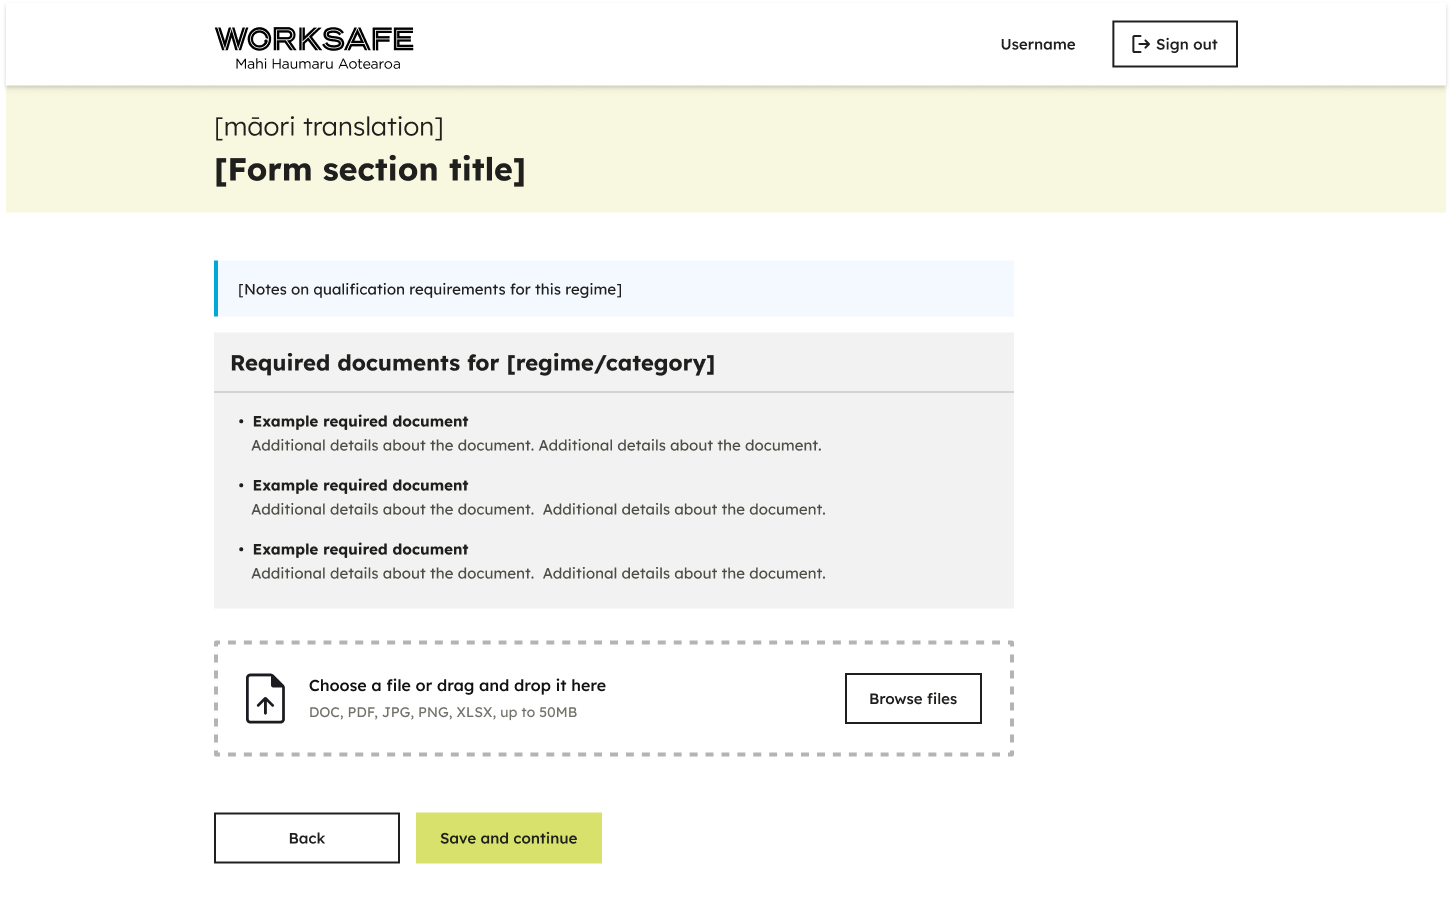 WORKSAFE
Mahi Haumaru Aotearoa
Username
Sign out
[māori translation]
[Form section title]
[Notes on qualification requirements for this regime]
Required documents for [regime/category]
• Example required document
Additional details about the document. Additional details about the document.
• Example required document
Additional details about the document.  Additional details about the document.
• Example required document
Additional details about the document.  Additional details about the document.
Choose a file or drag and drop it here
DOC, PDF, JPG, PNG, XLSX, up to 50MB
Browse files
Back
Save and continue